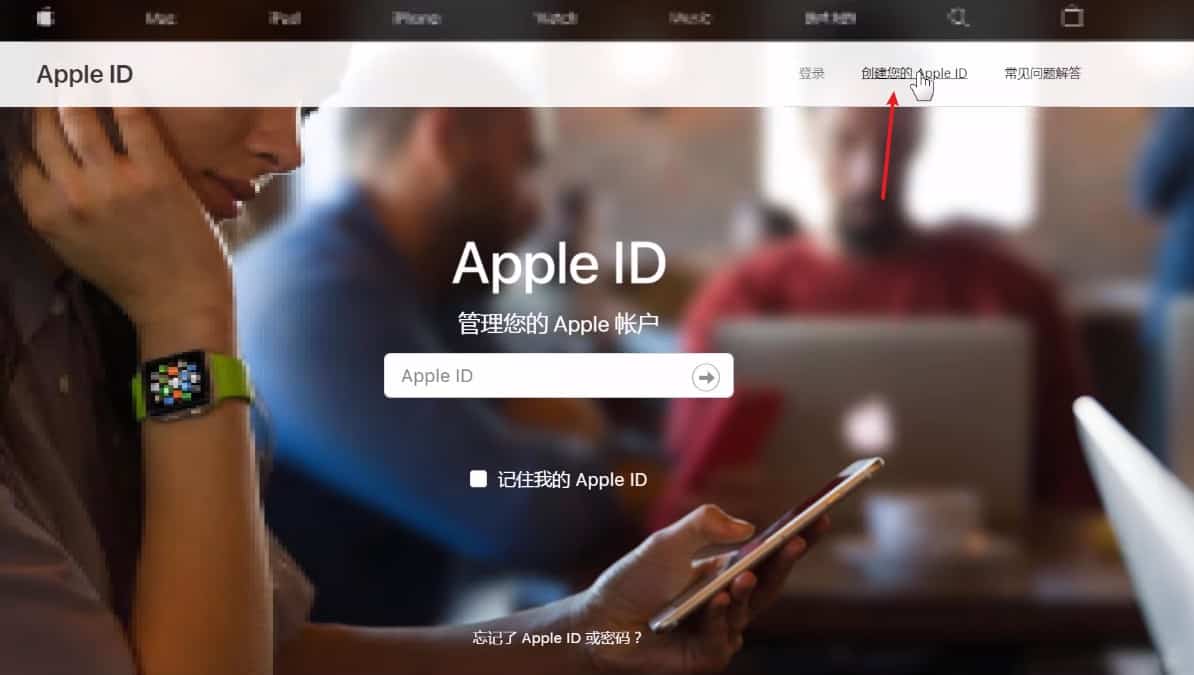 Mac
iPad
iPhone
Watch
Music
技术支持
Apple ID
登录
创建您的 Apple ID
常见问题解答
Apple ID
管理您的 Apple 帐户
Apple ID
记住我的 Apple ID
忘记了 Apple ID 或密码？